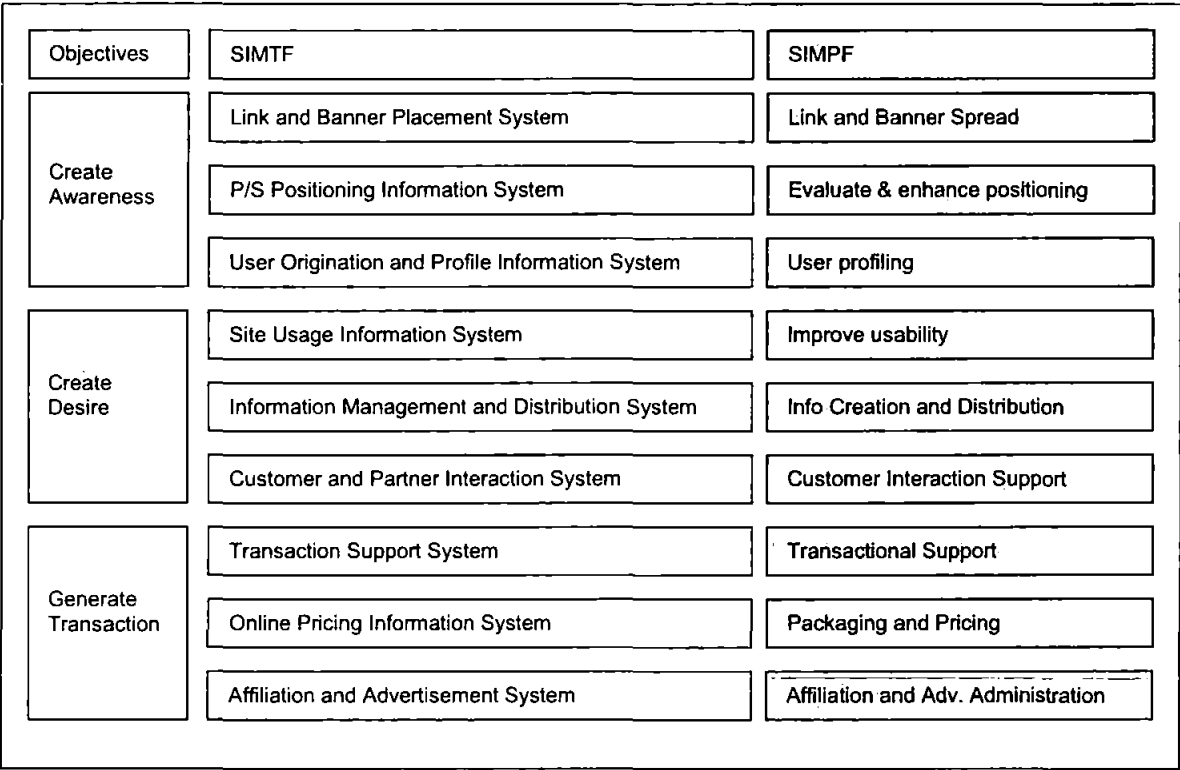 Objectives
SIMTF
SIMPF
Create
Awareness
Link and Banner Placement System
Link and Banner Spread
P/S Positioning Information System
Evaluate & enhance positioning
User Origination and Profile Information System
User profiling
Create
Desire
Site Usage Information System
Improve usability
Information Management and Distribution System
Info Creation and Distribution
Customer and Partner Interaction System
Customer Interaction Support
Generate
Transaction
Transaction Support System
Transactional Support
Online Pricing Information System
Packaging and Pricing
Affiliation and Advertisement System
Affiliation and Adv. Administration